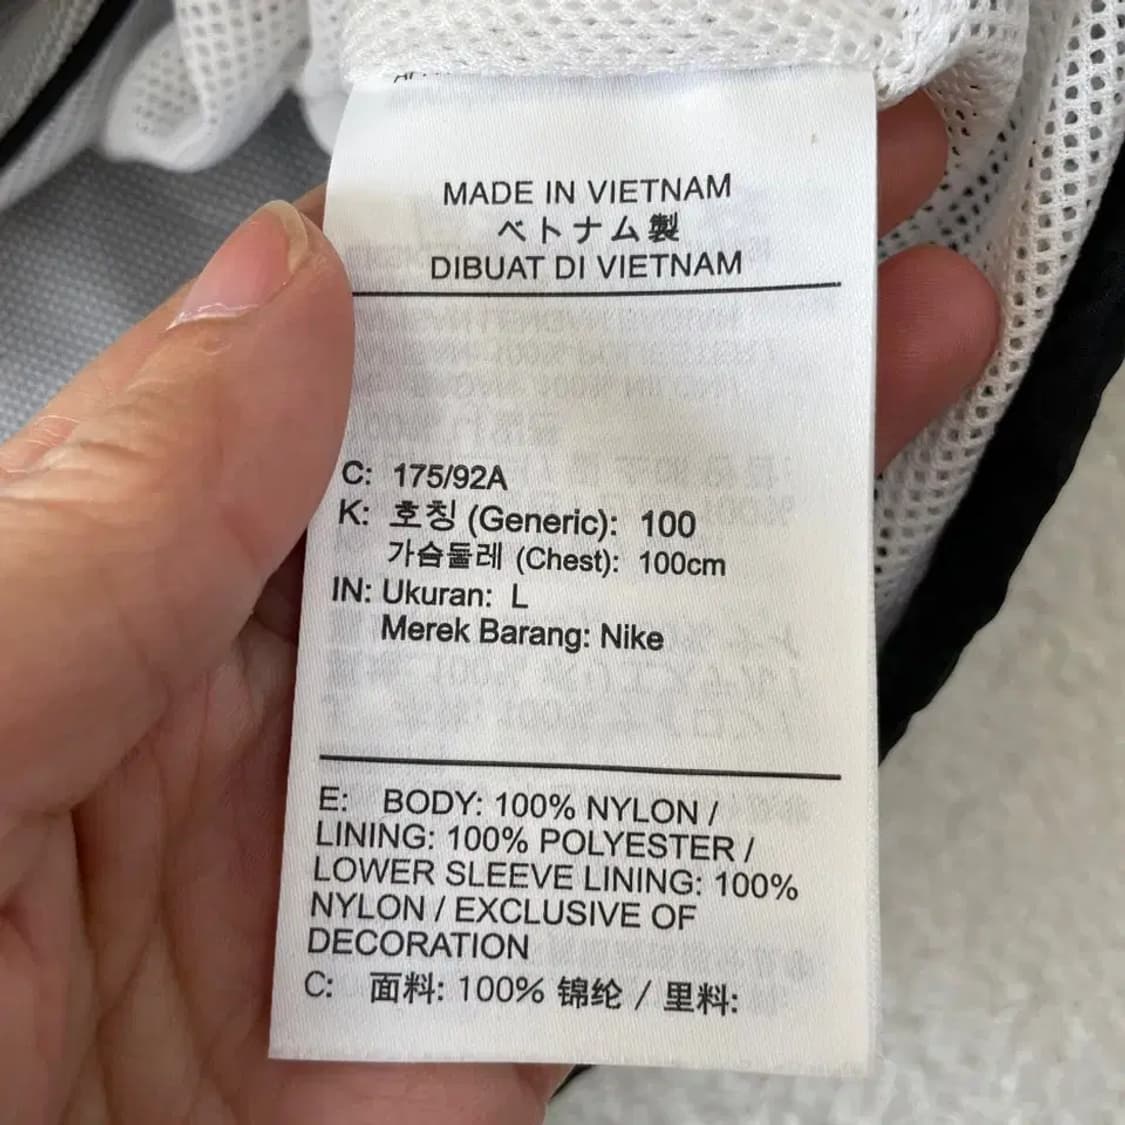 MADE IN VIETNAM
ベトナム製
DIBUAT DI VIETNAM
C: 175/92A
K: 호칭 (Generic): 100
가슴둘레 (Chest): 100cm
IN: Ukuran: L
Merek Barang: Nike
E: BODY: 100% NYLON /
LINING: 100% POLYESTER /
LOWER SLEEVE LINING: 100%
NYLON / EXCLUSIVE OF
DECORATION
C: 面料: 100% 锦纶 / 里料: